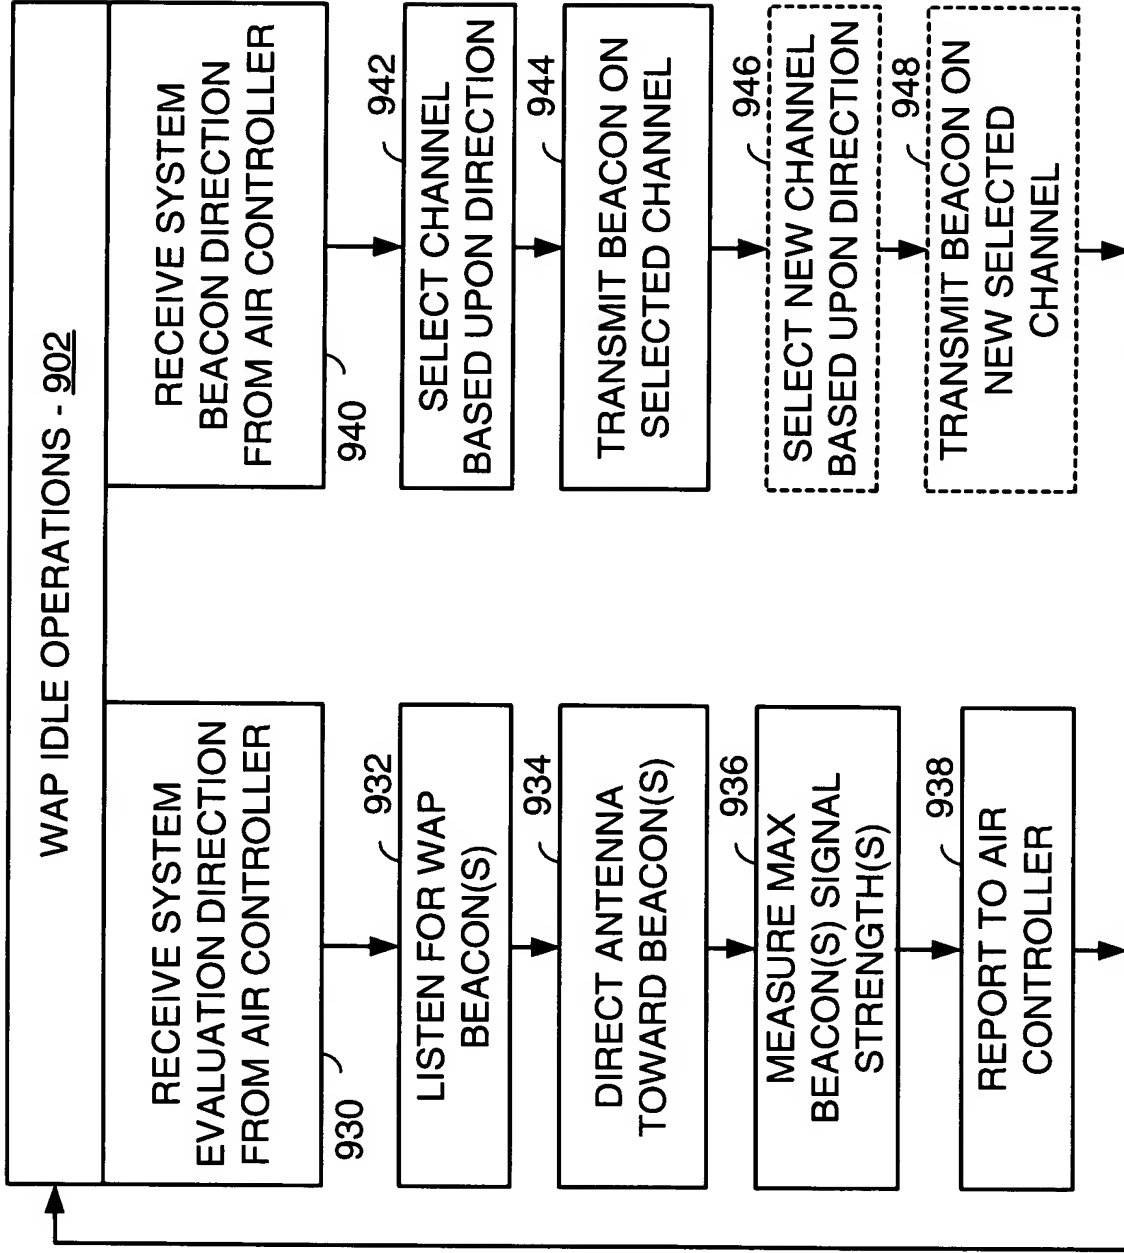 WAP IDLE OPERATIONS - 902
RECEIVE SYSTEM
EVALUATION DIRECTION
FROM AIR CONTROLLER
930
932
LISTEN FOR WAP
BEACON(S)
934
DIRECT ANTENNA
TOWARD BEACON(S)
936
MEASURE MAX
BEACON(S) SIGNAL
STRENGTH(S)
938
REPORT TO AIR
CONTROLLER
RECEIVE SYSTEM
BEACON DIRECTION
FROM AIR CONTROLLER
940
942
SELECT CHANNEL
BASED UPON DIRECTION
944
TRANSMIT BEACON ON
SELECTED CHANNEL
946
SELECT NEW CHANNEL
BASED UPON DIRECTION
948
TRANSMIT BEACON ON
NEW SELECTED
CHANNEL